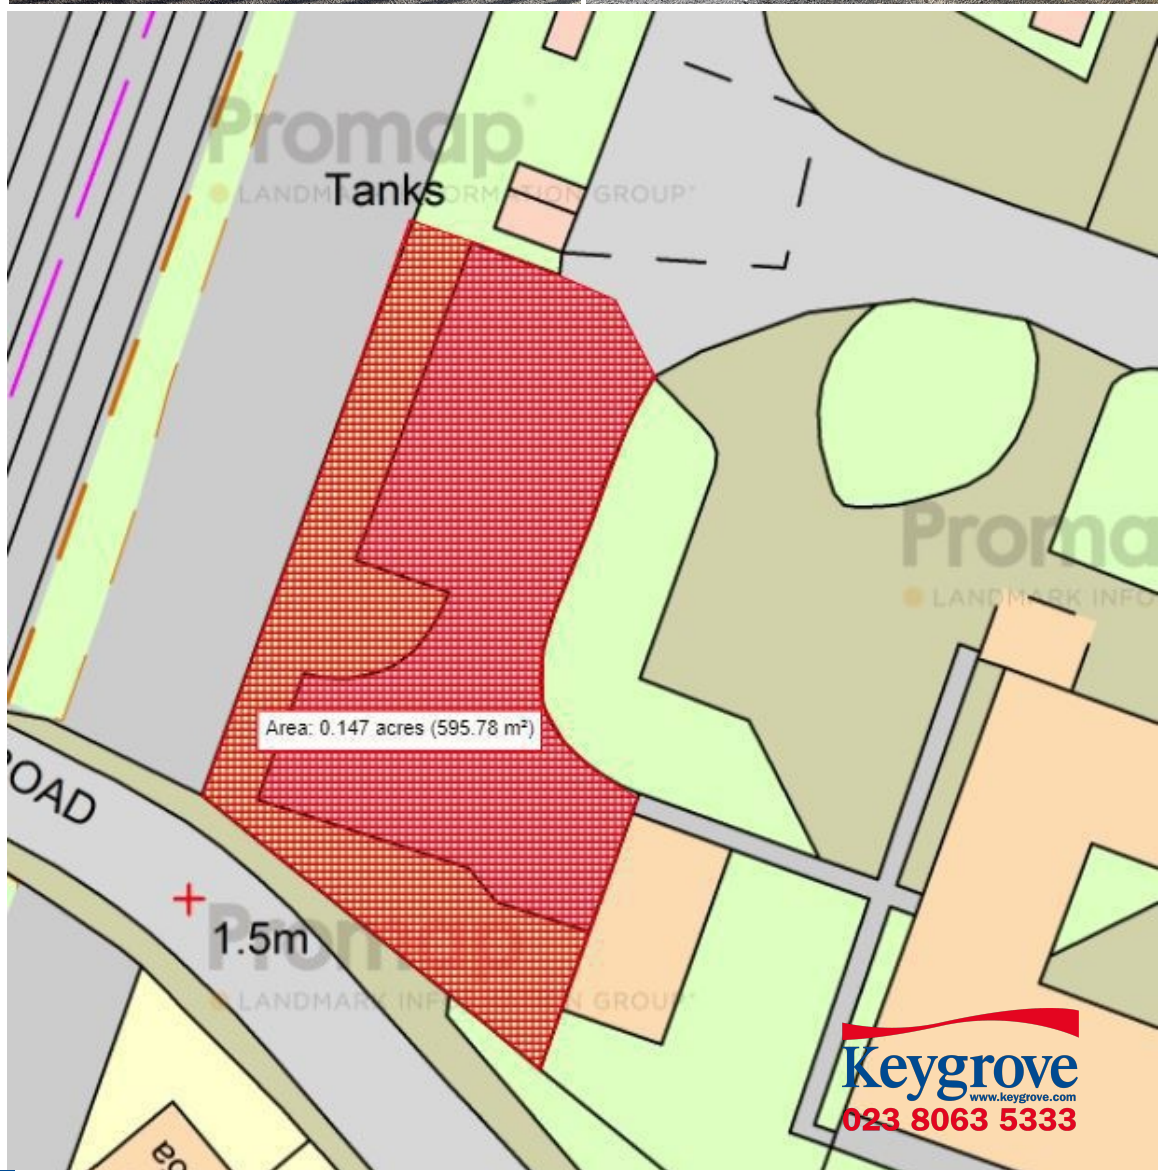 Promap
LANDMARK INFORMATION GROUP
Tanks
Promap
LANDMARK INFO
Area: 0.147 acres (595.78 m²)
ROAD
1.5m
Promap
LANDMARK INFORMATION GROUP
Keygrove
www.keygrove.com
023 8063 5333